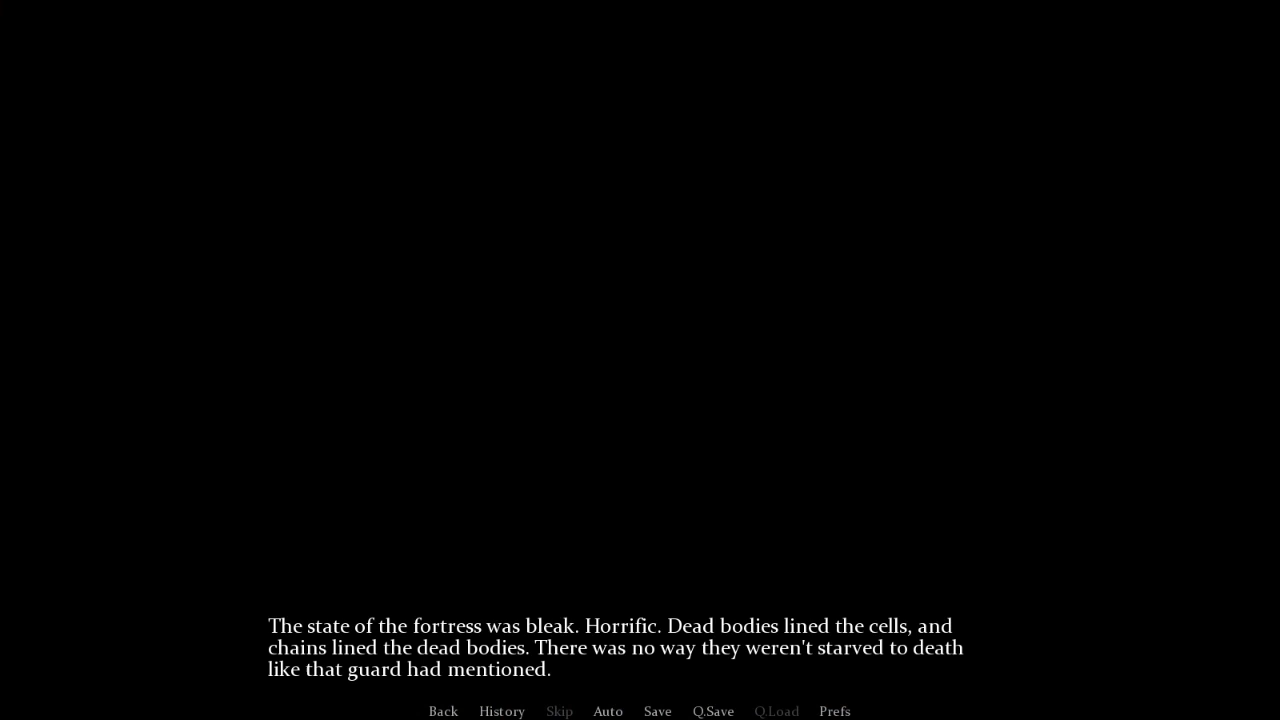 The state of the fortress was bleak. Horrific. Dead bodies lined the cells, and
chains lined the dead bodies. There was no way they weren't starved to death
like that guard had mentioned.
Back History Skip Auto Save Q.Save Q.Load Prefs